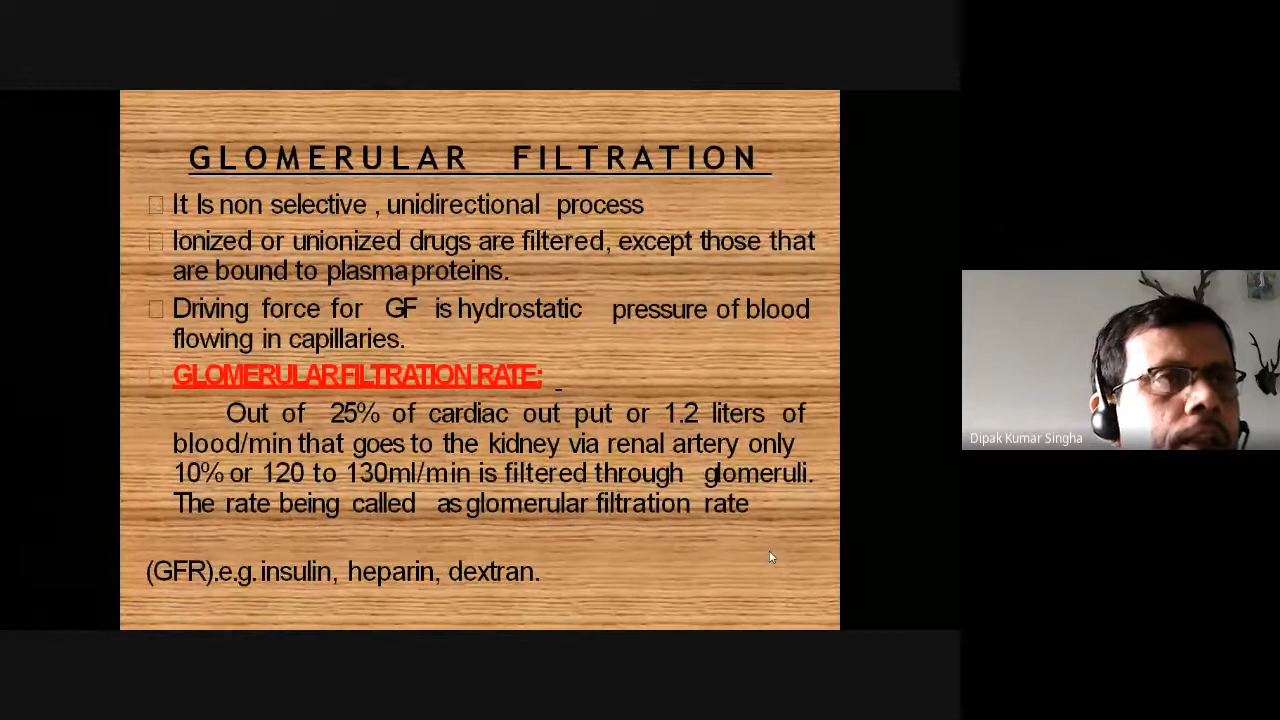 GLOMERULAR FILTRATION
It Is non selective , unidirectional process
Ionized or unionized drugs are filtered, except those that
are bound to plasma proteins.
Driving force for GF is hydrostatic pressure of blood
flowing in capillaries.
GLOMERULAR FILTRATION RATE:
Out of 25% of cardiac out put or 1.2 liters of
blood/min that goes to the kidney via renal artery only
10% or 120 to 130ml/min is filtered through glomeruli.
The rate being called as glomerular filtration rate
(GFR).e.g. insulin, heparin, dextran.
Dipak Kumar Singha